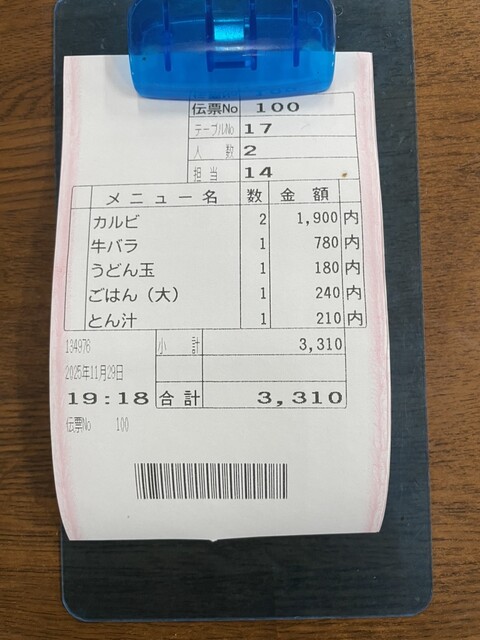 伝票No 100
テーブルNo 17
人数 2
担当 14
メニュー名 数 金額
カルビ 2 1,900 内
牛バラ 1 780 内
うどん玉 1 180 内
ごはん（大） 1 240 内
とん汁 1 210 内
134976 小計 3,310
2025年11月29日
19:18 合計 3,310
伝票No 100